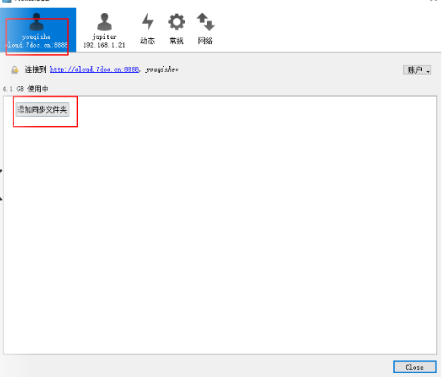 youqizhe
cloud.7doc.cn:8888
jupiter
192.168.1.21
动态
常规
网络
连接到 http://cloud.7doc.cn:8888, youqizhe。
账户
4.1 GB 使用中
添加同步文件夹
Close